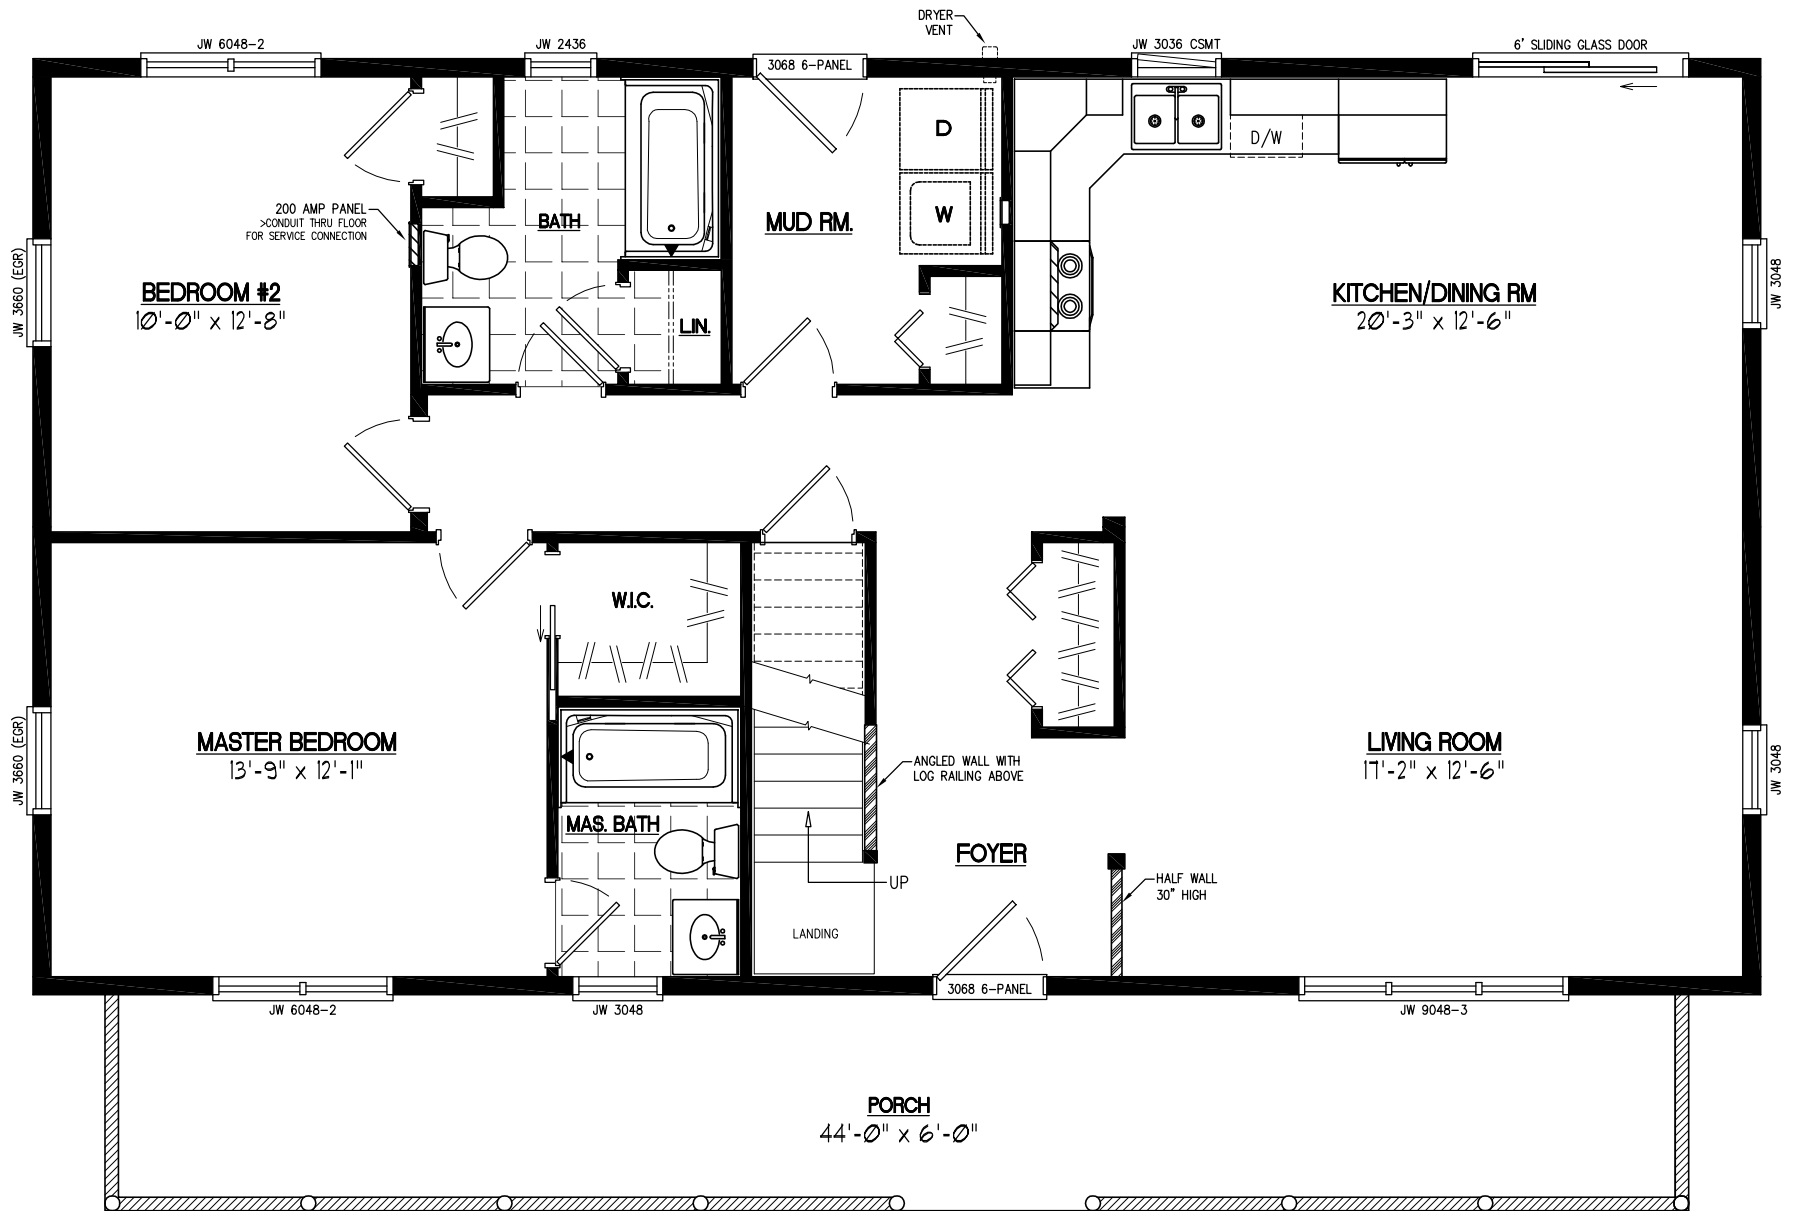 DRYER
VENT
JW 6048-2
JW 2436
3068 6-PANEL
JW 3036 CSMT
6' SLIDING GLASS DOOR
D
W
D/W
200 AMP PANEL
>CONDUIT THRU FLOOR
FOR SERVICE CONNECTION
BATH
MUD RM.
JW 3660 (EGR)
BEDROOM #2
10'-0" x 12'-8"
LIN.
KITCHEN/DINING RM
20'-3" x 12'-6"
JW 3048
W.I.C.
JW 3660 (EGR)
MASTER BEDROOM
13'-9" x 12'-1"
ANGLED WALL WITH
LOG RAILING ABOVE
LIVING ROOM
17'-2" x 12'-6"
JW 3048
MAS. BATH
FOYER
UP
HALF WALL
30" HIGH
LANDING
3068 6-PANEL
JW 6048-2
JW 3048
JW 9048-3
PORCH
44'-0" x 6'-0"